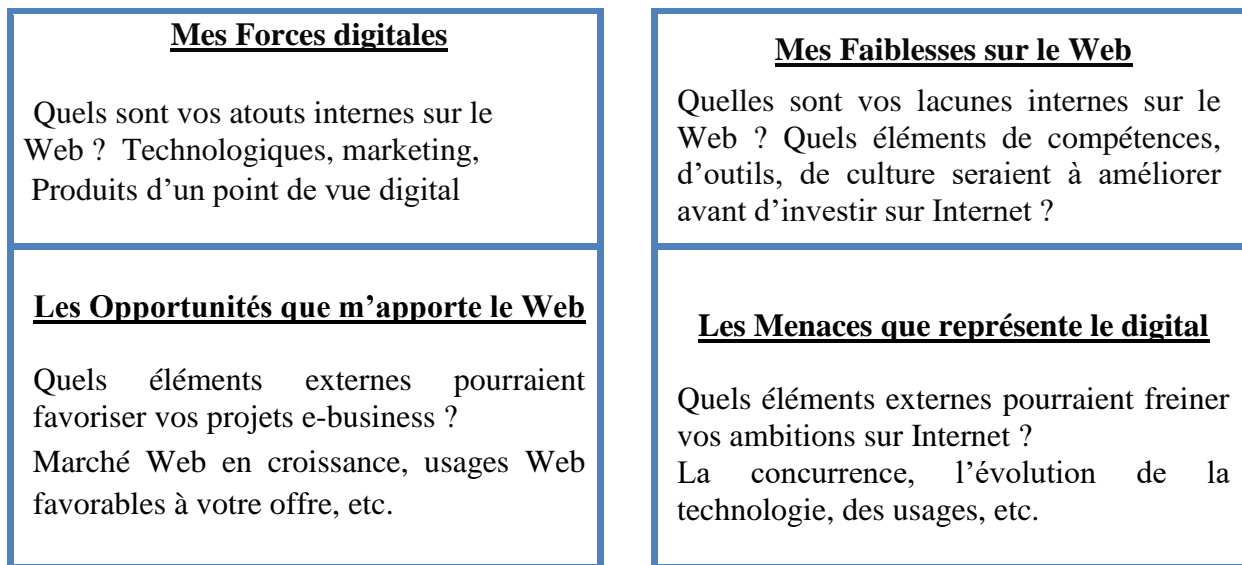 Mes Forces digitales
Quels sont vos atouts internes sur le
Web ? Technologiques, marketing,
Produits d’un point de vue digital
Mes Faiblesses sur le Web
Quelles sont vos lacunes internes sur le
Web ? Quels éléments de compétences,
d’outils, de culture seraient à améliorer
avant d’investir sur Internet ?
Les Opportunités que m’apporte le Web
Quels éléments externes pourraient
favoriser vos projets e-business ?
Marché Web en croissance, usages Web
favorables à votre offre, etc.
Les Menaces que représente le digital
Quels éléments externes pourraient freiner
vos ambitions sur Internet ?
La concurrence, l’évolution de la
technologie, des usages, etc.